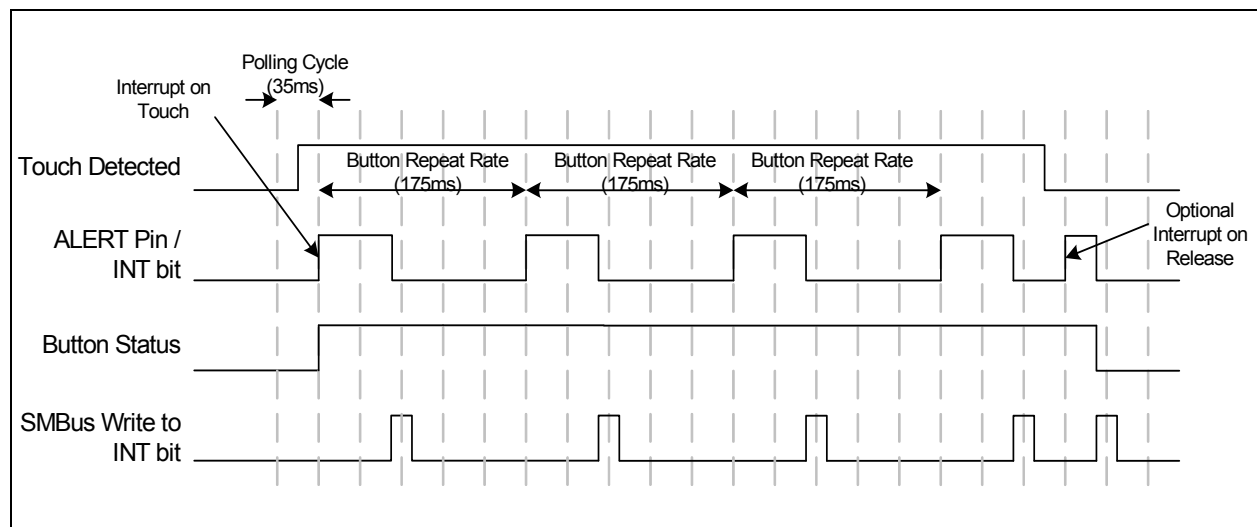 Polling Cycle
(35ms)
Interrupt on
Touch
Touch Detected
Button Repeat Rate
(175ms)
Button Repeat Rate
(175ms)
Button Repeat Rate
(175ms)
Optional
Interrupt on
Release
ALERT Pin /
INT bit
Button Status
SMBus Write to
INT bit